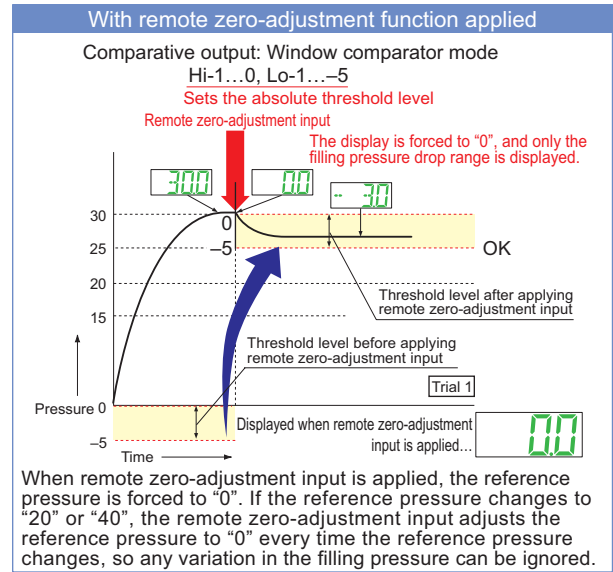 With remote zero-adjustment function applied
Comparative output: Window comparator mode
Hi-1…0, Lo-1…–5
Sets the absolute threshold level
Remote zero-adjustment input
The display is forced to “0”, and only the
filling pressure drop range is displayed.
30.0
0.0
- 3.0
30
0
–5
25
OK
20
15
Threshold level after applying
remote zero-adjustment input
Threshold level before applying
remote zero-adjustment input
Trial 1
Pressure 0
–5
Displayed when remote zero-adjustment
input is applied…
0.0
Time
When remote zero-adjustment input is applied, the reference
pressure is forced to “0”. If the reference pressure changes to
“20” or “40”, the remote zero-adjustment input adjusts the
reference pressure to “0” every time the reference pressure
changes, so any variation in the filling pressure can be ignored.